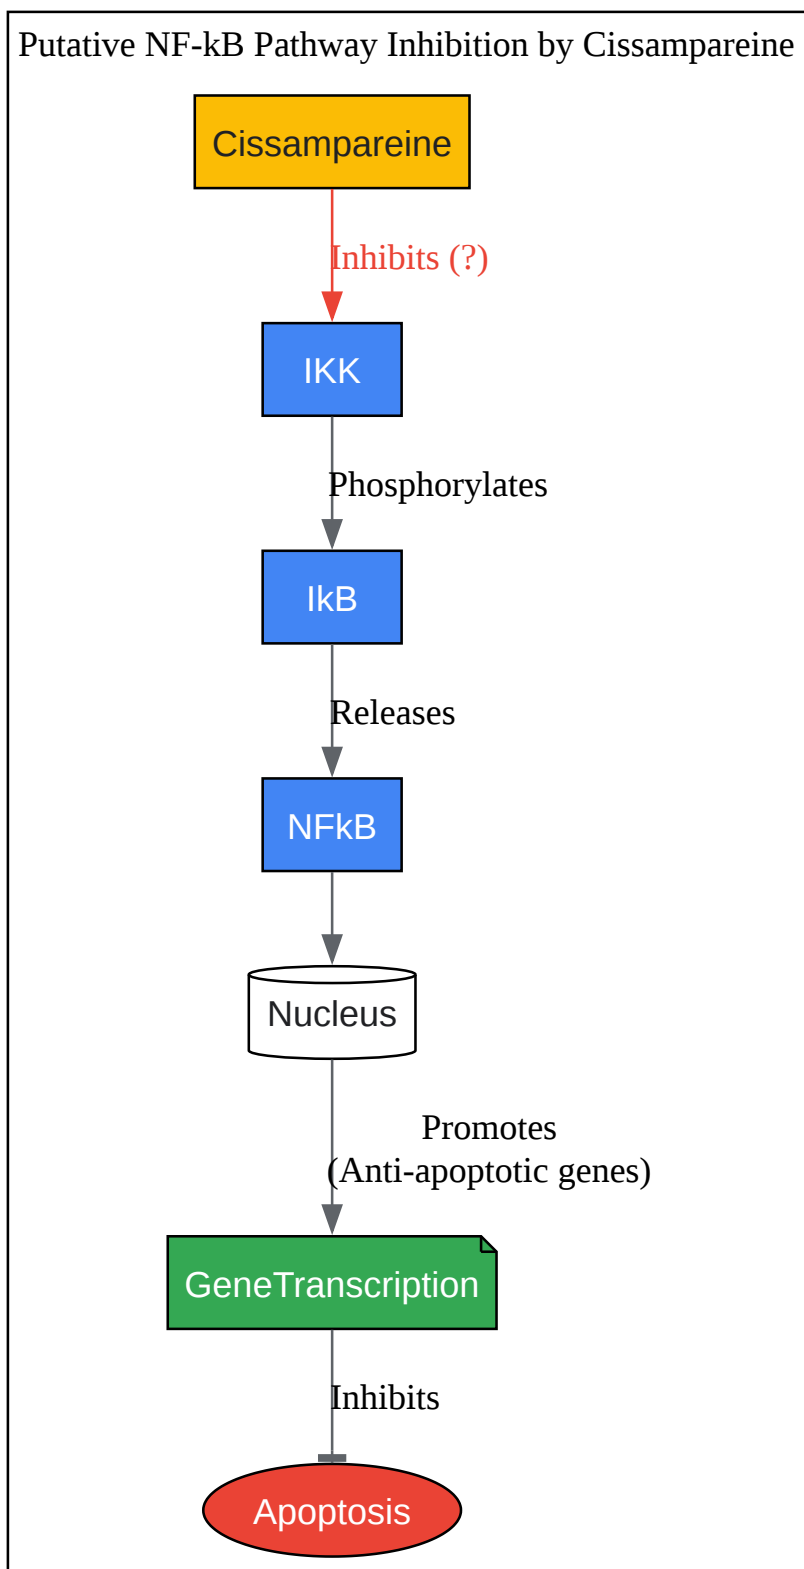 Putative NF-kB Pathway Inhibition by Cissampareine
Cissampareine
Inhibits (?)
IKK
Phosphorylates
IkB
Releases
NFkB
Nucleus
Promotes
(Anti-apoptotic genes)
GeneTranscription
Inhibits
Apoptosis